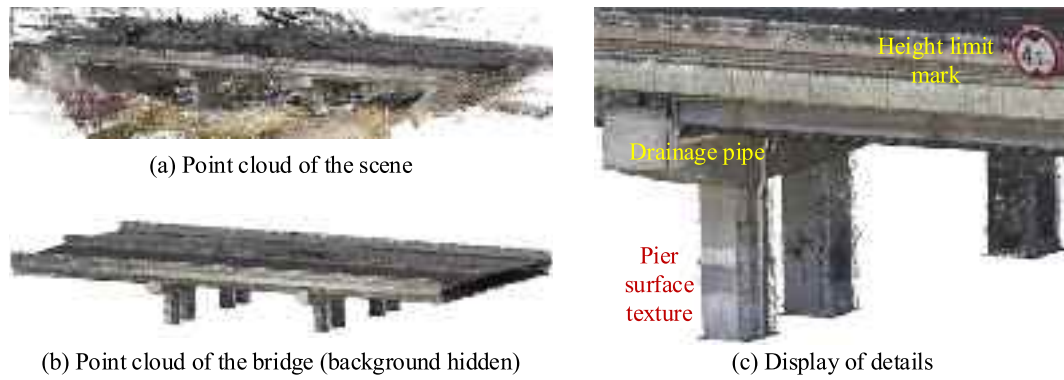 (a) Point cloud of the scene
(b) Point cloud of the bridge (background hidden)
Height limit
mark
Drainage pipe
Pier
surface
texture
(c) Display of details